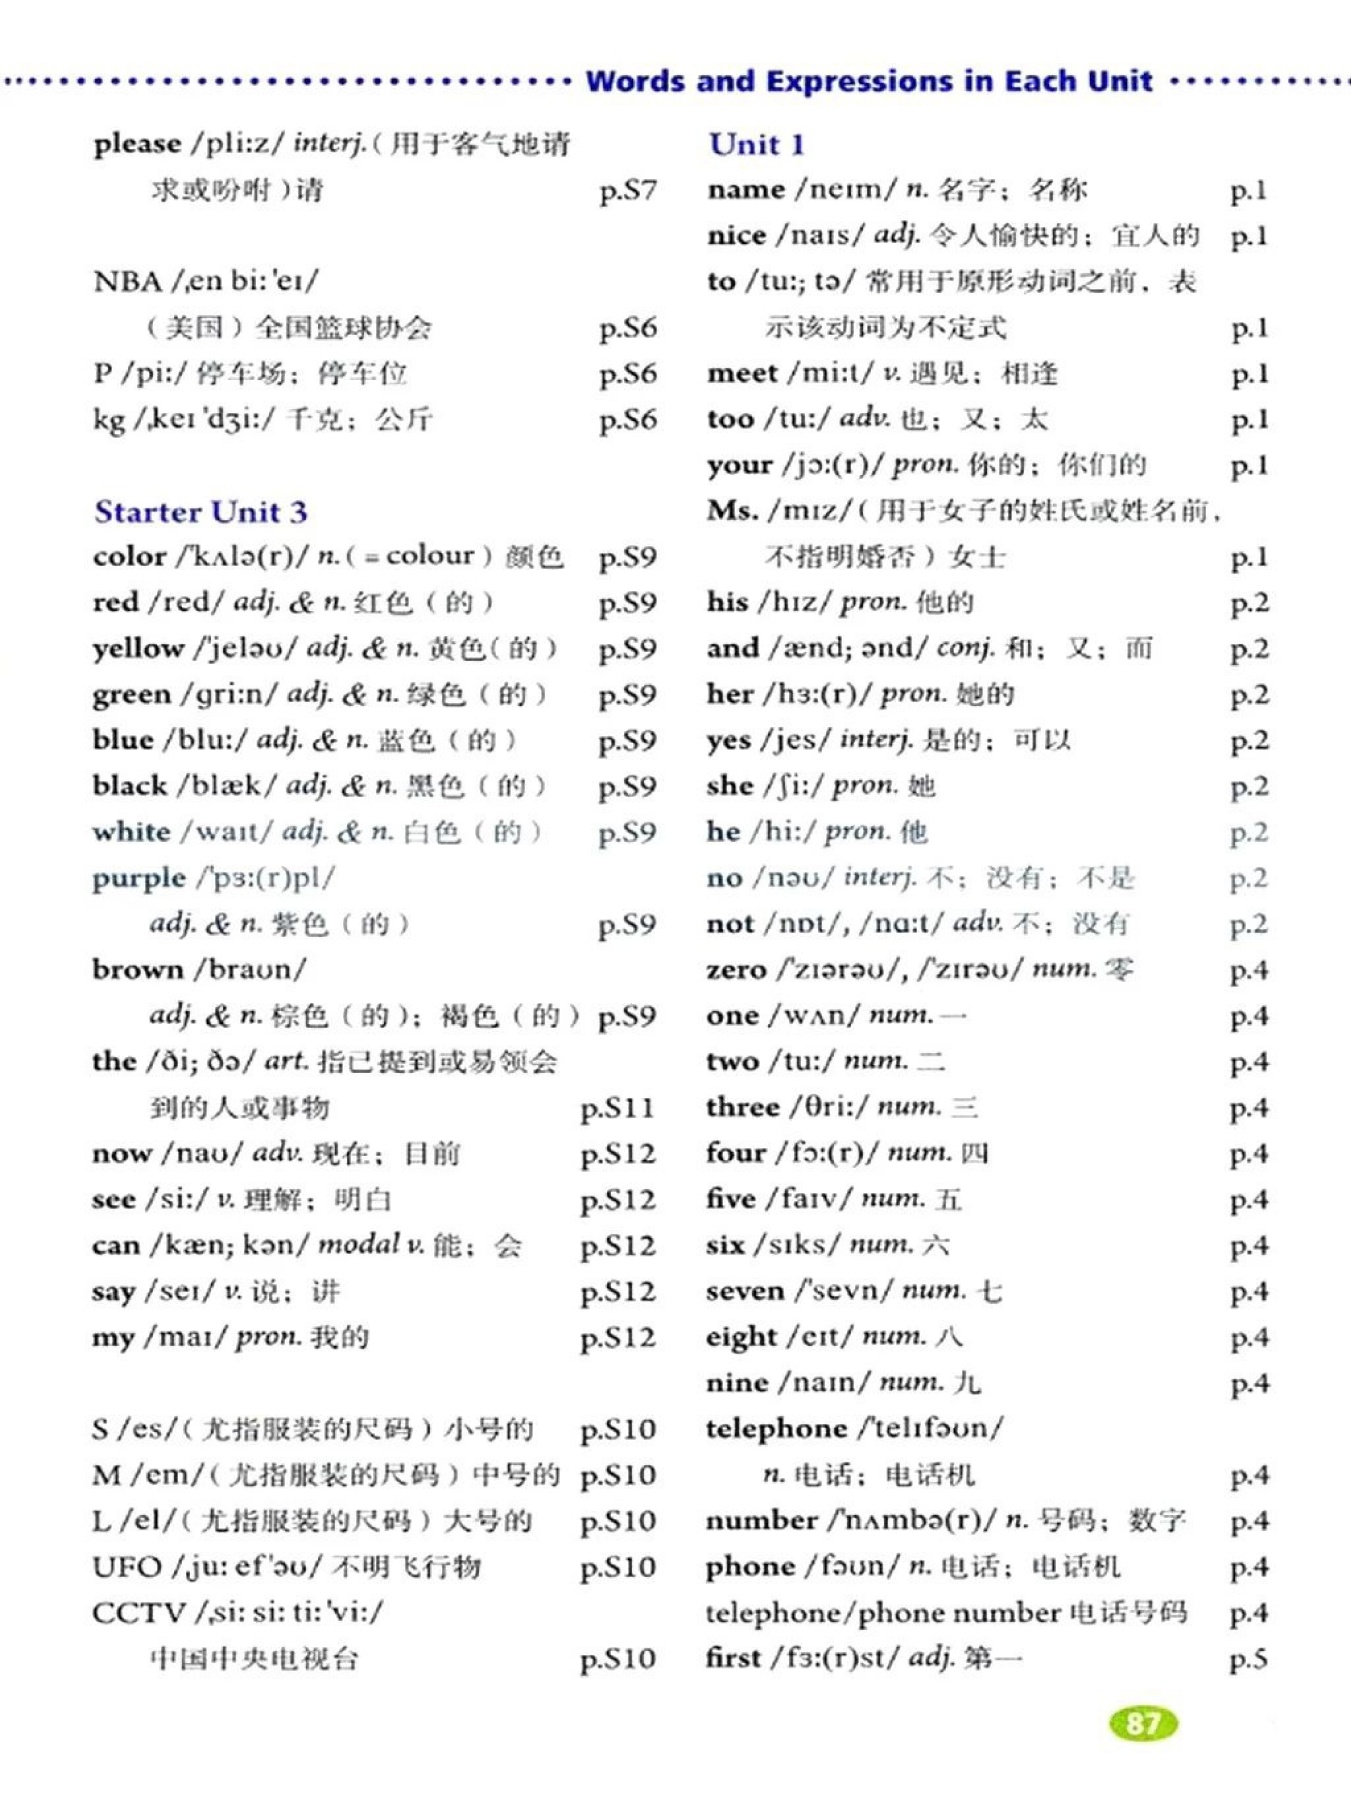 Words and Expressions in Each Unit
please /pli:z/ interj.（用于客气地请
求或吩咐）请 p.S7
NBA /ˌen bi: 'eɪ/
（美国）全国篮球协会 p.S6
P /pi:/ 停车场；停车位 p.S6
kg /ˌkeɪ 'dʒi:/ 千克；公斤 p.S6
Starter Unit 3
color /'kʌlə(r)/ n.（= colour）颜色 p.S9
red /red/ adj. & n. 红色（的） p.S9
yellow /'jeləʊ/ adj. & n. 黄色（的） p.S9
green /gri:n/ adj. & n. 绿色（的） p.S9
blue /blu:/ adj. & n. 蓝色（的） p.S9
black /blæk/ adj. & n. 黑色（的） p.S9
white /waɪt/ adj. & n. 白色（的） p.S9
purple /'pɜ:(r)pl/
adj. & n. 紫色（的） p.S9
brown /braʊn/
adj. & n. 棕色（的）；褐色（的） p.S9
the /ði; ðə/ art. 指已提到或易领会
到的人或事物 p.S11
now /naʊ/ adv. 现在；目前 p.S12
see /si:/ v. 理解；明白 p.S12
can /kæn; kən/ modal v. 能；会 p.S12
say /seɪ/ v. 说；讲 p.S12
my /maɪ/ pron. 我的 p.S12
S /es/（尤指服装的尺码）小号的 p.S10
M /em/（尤指服装的尺码）中号的 p.S10
L /el/（尤指服装的尺码）大号的 p.S10
UFO /ˌju: ef 'əʊ/ 不明飞行物 p.S10
CCTV /ˌsi: si: ti: 'vi:/
中国中央电视台 p.S10
Unit 1
name /neɪm/ n. 名字；名称 p.1
nice /naɪs/ adj. 令人愉快的；宜人的 p.1
to /tu:; tə/ 常用于原形动词之前，表
示该动词为不定式 p.1
meet /mi:t/ v. 遇见；相逢 p.1
too /tu:/ adv. 也；又；太 p.1
your /jɔ:(r)/ pron. 你的；你们的 p.1
Ms. /mɪz/（用于女子的姓氏或姓名前，
不指明婚否）女士 p.1
his /hɪz/ pron. 他的 p.2
and /ænd; ənd/ conj. 和；又；而 p.2
her /hɜ:(r)/ pron. 她的 p.2
yes /jes/ interj. 是的；可以 p.2
she /ʃi:/ pron. 她 p.2
he /hi:/ pron. 他 p.2
no /nəʊ/ interj. 不；没有；不是 p.2
not /nɒt/, /nɑ:t/ adv. 不；没有 p.2
zero /'zɪərəʊ/, /'zɪrəʊ/ num. 零 p.4
one /wʌn/ num. 一 p.4
two /tu:/ num. 二 p.4
three /θri:/ num. 三 p.4
four /fɔ:(r)/ num. 四 p.4
five /faɪv/ num. 五 p.4
six /sɪks/ num. 六 p.4
seven /'sevn/ num. 七 p.4
eight /eɪt/ num. 八 p.4
nine /naɪn/ num. 九 p.4
telephone /'telɪfəʊn/
n. 电话；电话机 p.4
number /'nʌmbə(r)/ n. 号码；数字 p.4
phone /fəʊn/ n. 电话；电话机 p.4
telephone/phone number 电话号码 p.4
first /fɜ:(r)st/ adj. 第一 p.5
87